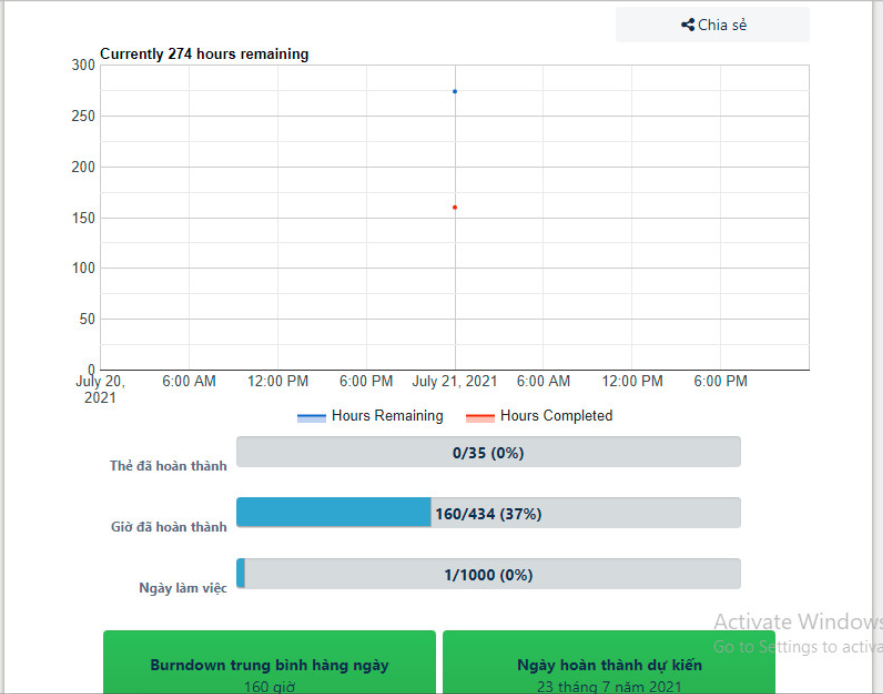 Chia sẻ
Currently 274 hours remaining
300
250
200
150
100
50
0
July 20, 2021
6:00 AM
12:00 PM
6:00 PM
July 21, 2021
6:00 AM
12:00 PM
6:00 PM
Hours Remaining
Hours Completed
Thẻ đã hoàn thành
0/35 (0%)
Giờ đã hoàn thành
160/434 (37%)
Ngày làm việc
1/1000 (0%)
Activate Windows
Go to Settings to activa
Burndown trung bình hàng ngày
160 giờ
Ngày hoàn thành dự kiến
23 tháng 7 năm 2021